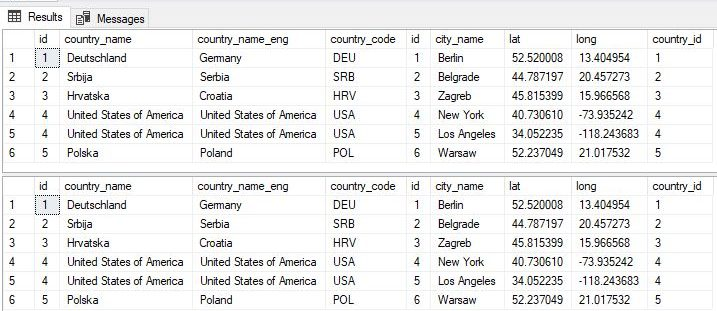 Results Messages
id country_name country_name_eng country_code id city_name lat long country_id
1 1 Deutschland Germany DEU 1 Berlin 52.520008 13.404954 1
2 2 Srbija Serbia SRB 2 Belgrade 44.787197 20.457273 2
3 3 Hrvatska Croatia HRV 3 Zagreb 45.815399 15.966568 3
4 4 United States of America United States of America USA 4 New York 40.730610 -73.935242 4
5 4 United States of America United States of America USA 5 Los Angeles 34.052235 -118.243683 4
6 5 Polska Poland POL 6 Warsaw 52.237049 21.017532 5
id country_name country_name_eng country_code id city_name lat long country_id
1 1 Deutschland Germany DEU 1 Berlin 52.520008 13.404954 1
2 2 Srbija Serbia SRB 2 Belgrade 44.787197 20.457273 2
3 3 Hrvatska Croatia HRV 3 Zagreb 45.815399 15.966568 3
4 4 United States of America United States of America USA 4 New York 40.730610 -73.935242 4
5 4 United States of America United States of America USA 5 Los Angeles 34.052235 -118.243683 4
6 5 Polska Poland POL 6 Warsaw 52.237049 21.017532 5